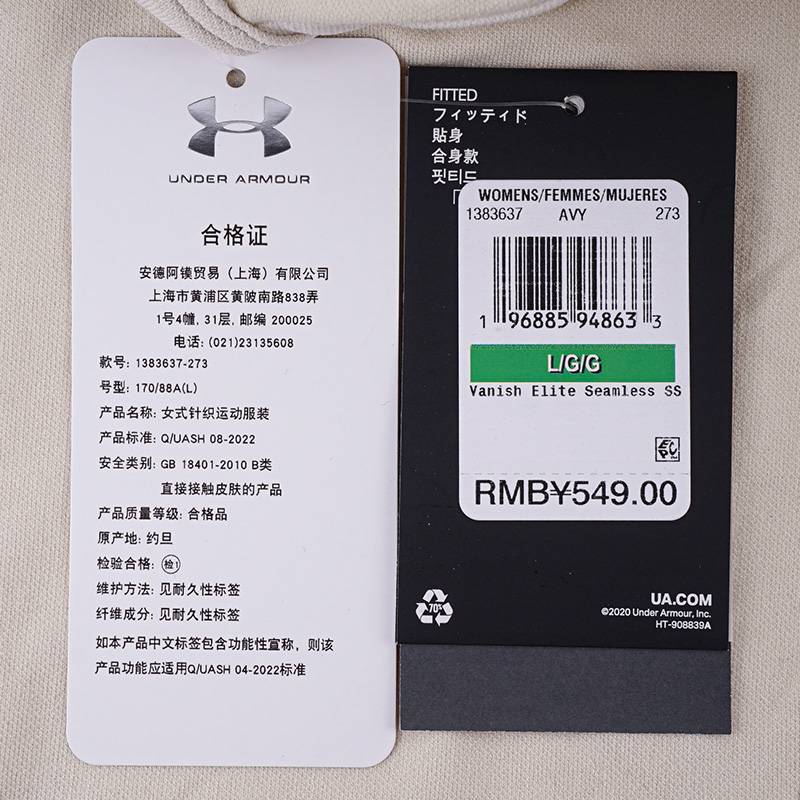 UNDER ARMOUR
合格证
安德阿镆贸易（上海）有限公司
上海市黄浦区黄陂南路838弄
1号4幢, 31层, 邮编 200025
电话: (021)23135608
款号: 1383637-273
号型: 170/88A(L)
产品名称: 女式针织运动服装
产品标准: Q/UASH 08-2022
安全类别: GB 18401-2010 B类
直接接触皮肤的产品
产品质量等级: 合格品
原产地: 约旦
检验合格: 检1
维护方法: 见耐久性标签
纤维成分: 见耐久性标签
如本产品中文标签包含功能性宣称，则该
产品功能应适用Q/UASH 04-2022标准
FITTED
フィッティド
貼身
合身款
핏티드
WOMENS/FEMMES/MUJERES
1383637 AVY 273
1 96885 94863 3
L/G/G
Vanish Elite Seamless SS
RMB¥549.00
70%
UA.COM
©2020 Under Armour, Inc.
HT-908839A